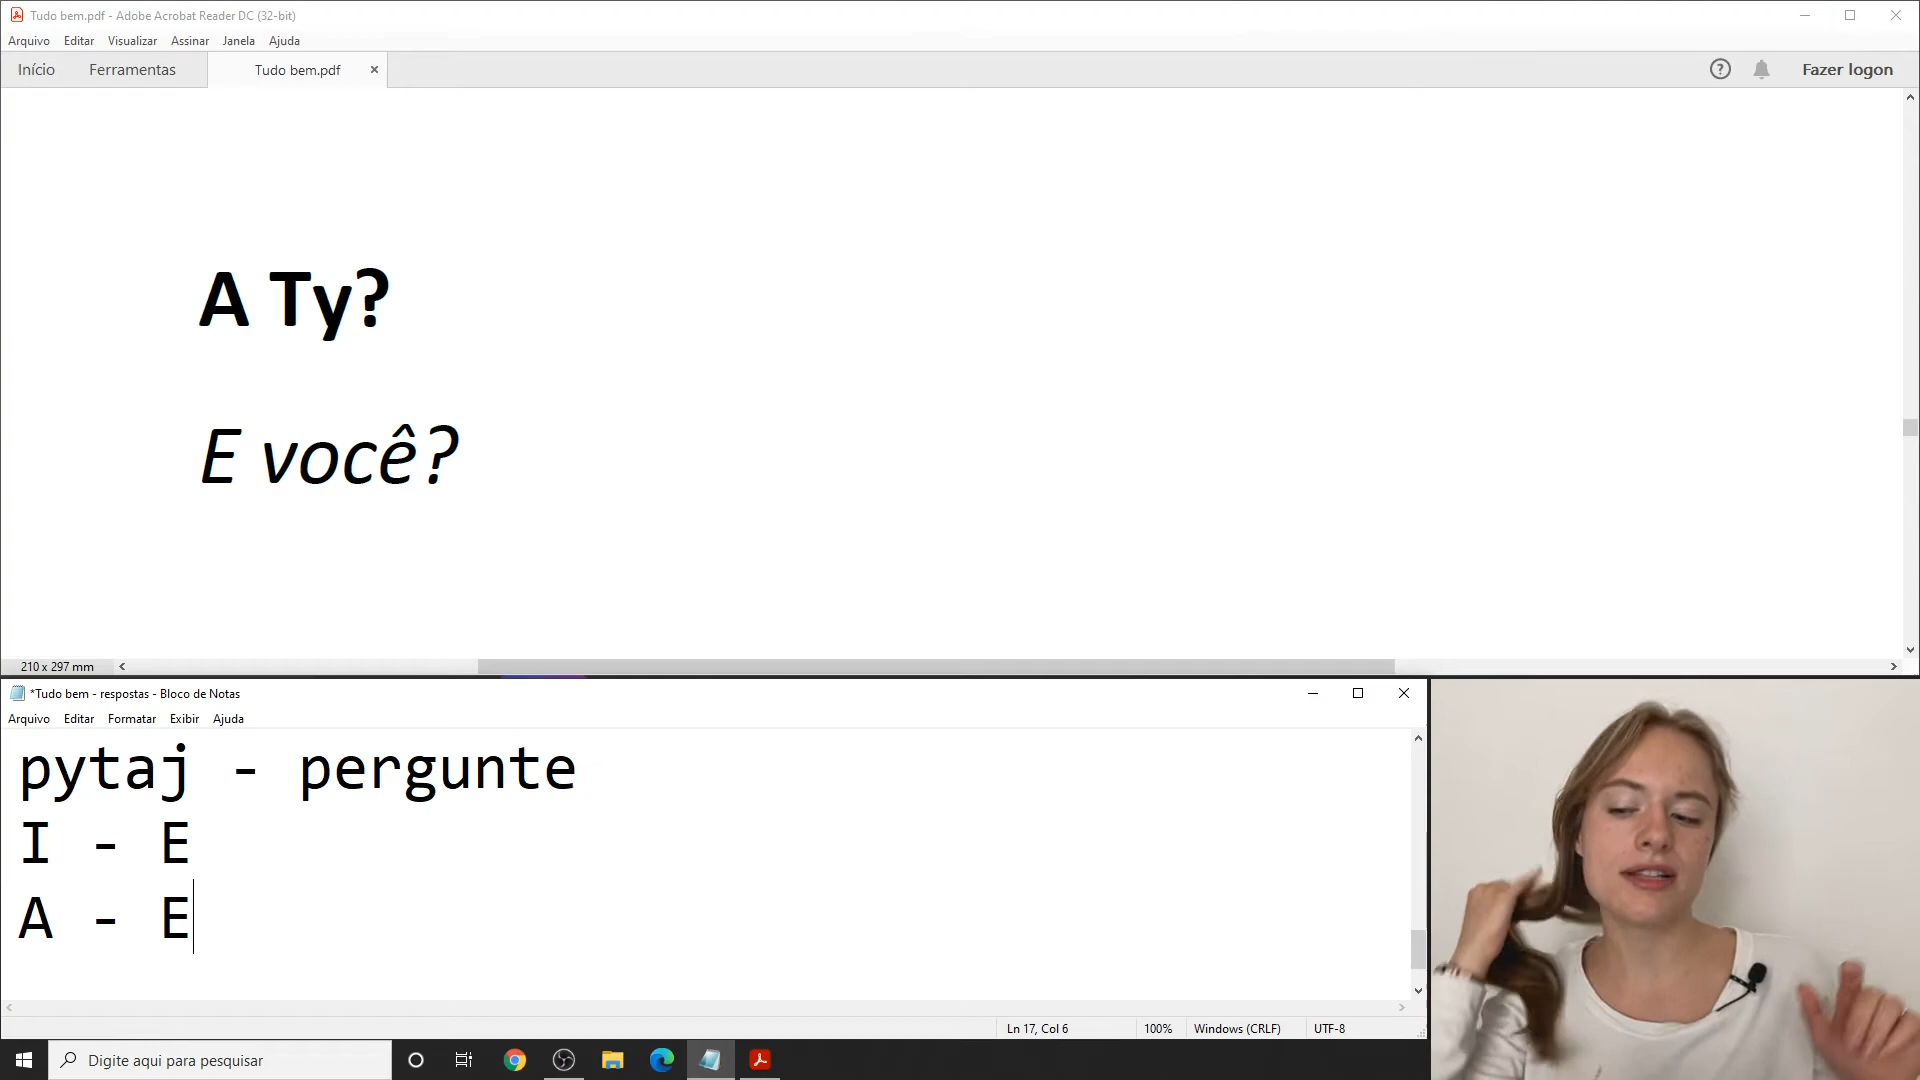 Tudo bem.pdf - Adobe Acrobat Reader DC (32-bit)
Arquivo Editar Visualizar Assinar Janela Ajuda
Início Ferramentas Tudo bem.pdf Fazer logon
A Ty?
E você?
210 x 297 mm
*Tudo bem - respostas - Bloco de Notas
Arquivo Editar Formatar Exibir Ajuda
pytaj - pergunte
I - E
A - E
Ln 17, Col 6 100% Windows (CRLF) UTF-8
Digite aqui para pesquisar